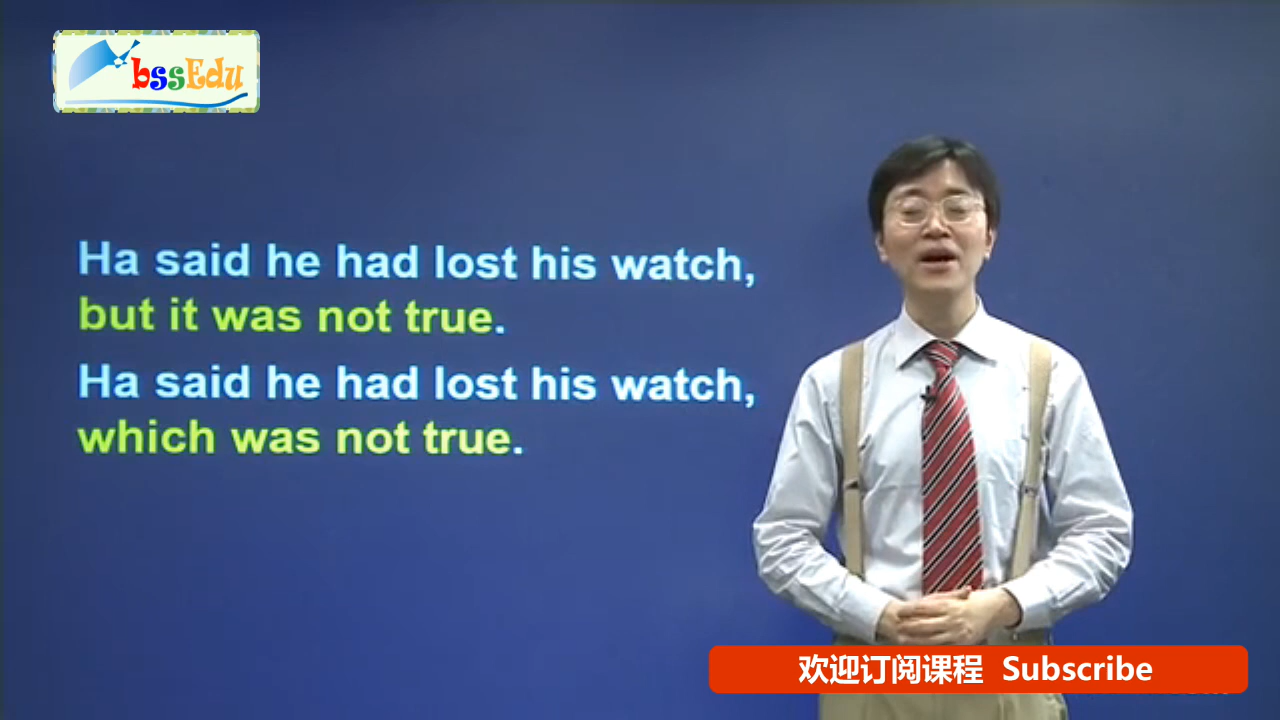 bssEdu
Ha said he had lost his watch,
but it was not true.
Ha said he had lost his watch,
which was not true.
欢迎订阅课程 Subscribe